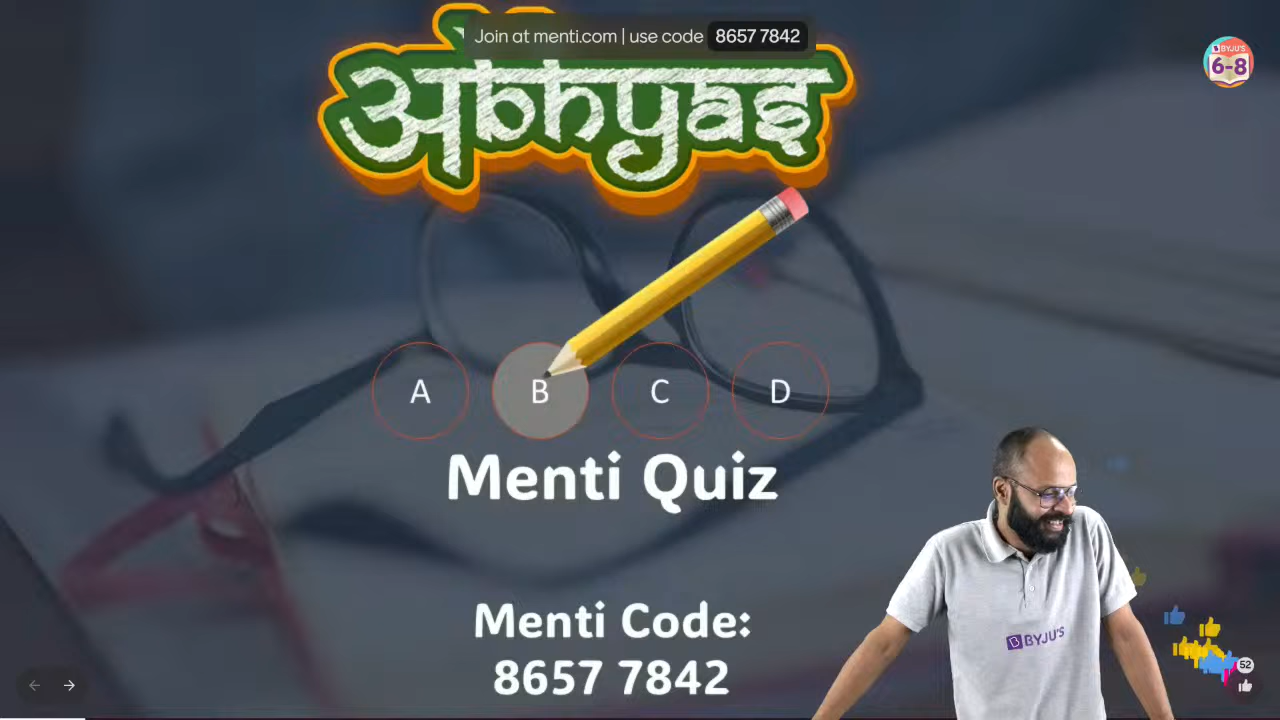 Join at menti.com | use code 8657 7842
अbhyas
BYJU'S
6-8
A B C D
Menti Quiz
BYJU'S
Menti Code:
8657 7842
52